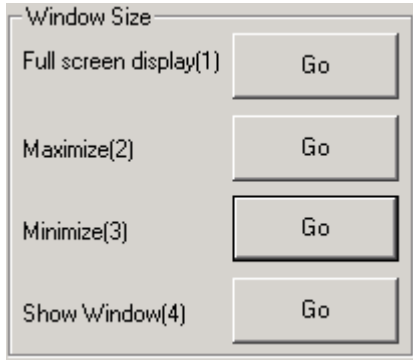 Window Size
Full screen display(1) Go
Maximize(2) Go
Minimize(3) Go
Show Window(4) Go